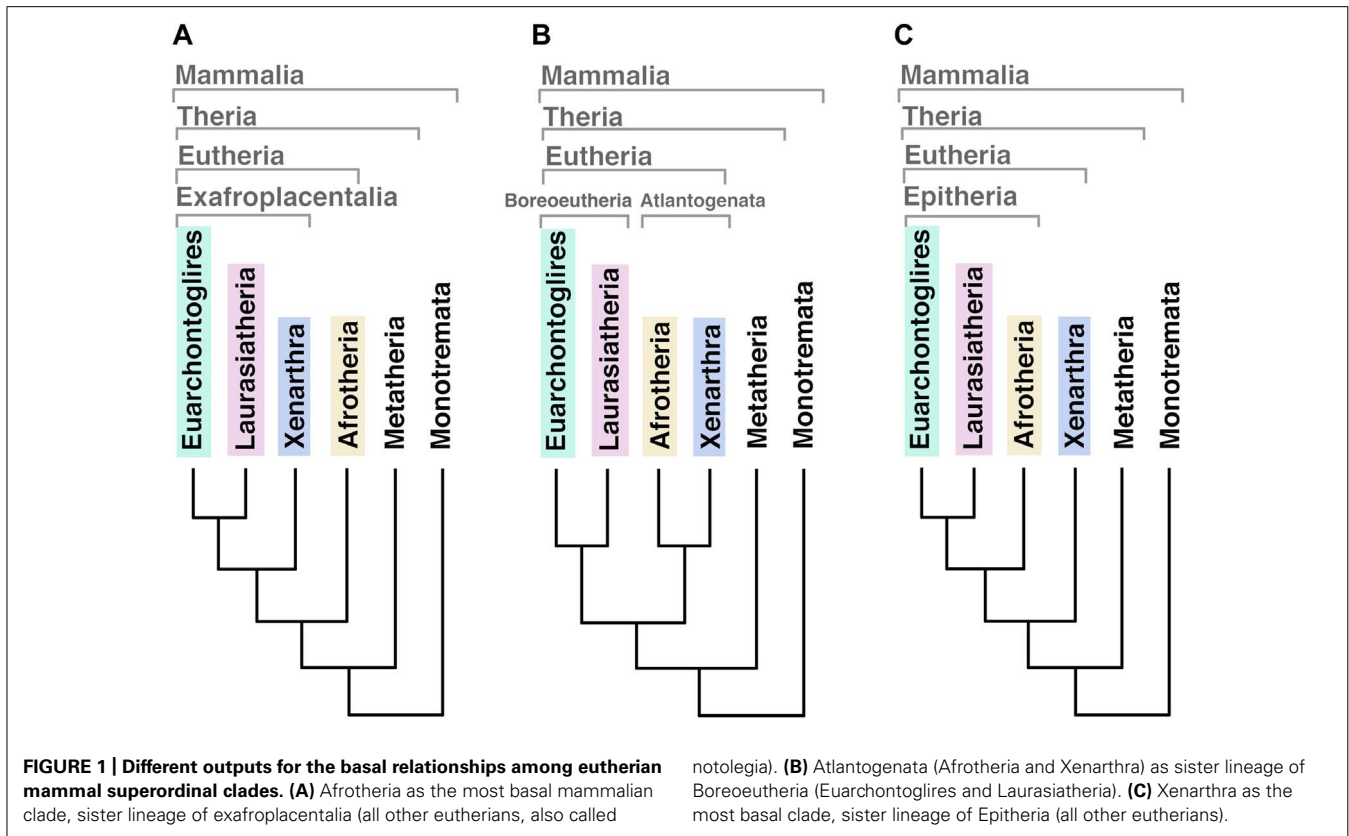 A
Mammalia
Theria
Eutheria
Exafroplacentalia
Euarchontoglires
Laurasiatheria
Xenarthra
Afrotheria
Metatheria
Monotremata
B
Mammalia
Theria
Eutheria
Boreoeutheria Atlantogenata
Euarchontoglires
Laurasiatheria
Afrotheria
Xenarthra
Metatheria
Monotremata
C
Mammalia
Theria
Eutheria
Epitheria
Euarchontoglires
Laurasiatheria
Afrotheria
Xenarthra
Metatheria
Monotremata
FIGURE 1 | Different outputs for the basal relationships among eutherian
mammal superordinal clades. (A) Afrotheria as the most basal mammalian
clade, sister lineage of exafroplacentalia (all other eutherians, also called
notolegia). (B) Atlantogenata (Afrotheria and Xenarthra) as sister lineage of
Boreoeutheria (Euarchontoglires and Laurasiatheria). (C) Xenarthra as the
most basal clade, sister lineage of Epitheria (all other eutherians).